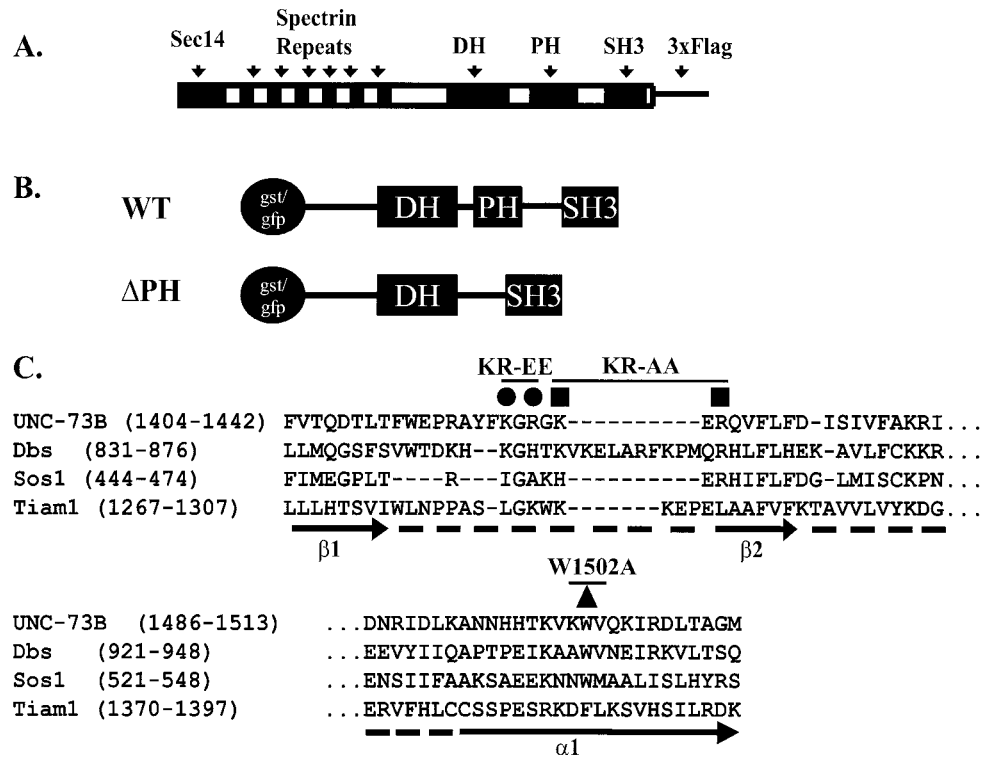 A.
Sec14
Spectrin
Repeats
DH
PH
SH3
3xFlag
B.
WT
gst/
gfp
DH
PH
SH3
ΔPH
gst/
gfp
DH
SH3
C.
KR-EE
KR-AA
UNC-73B (1404-1442) FVTQDTLTFWEPRAYFKGRGK----------ERQVFLFD-ISIVFAKRI...
Dbs (831-876) LLMQGSFSVWTDKH--KGHTKVKELARFKPMQRHLFLHEK-AVLFCKKR...
Sos1 (444-474) FIMEGPLT----R---IGAKH----------ERHIFLFDG-LMISCKPN...
Tiam1 (1267-1307) LLLHTSVIWLNPPAS-LGKWK-------KEPELAAFVFKTAVVLVYKDG...
β1
β2
W1502A
UNC-73B (1486-1513) ...DNRIDLKANNHHTKVKWVQKIRDLTAGM
Dbs (921-948) ...EEVYIIQAPTPEIKAAWVNEIRKVLTSQ
Sos1 (521-548) ...ENSIIFAAKSAEEKNNWMAALISLHYRS
Tiam1 (1370-1397) ...ERVFHLCCSSPESRKDFLKSVHSILRDK
α1